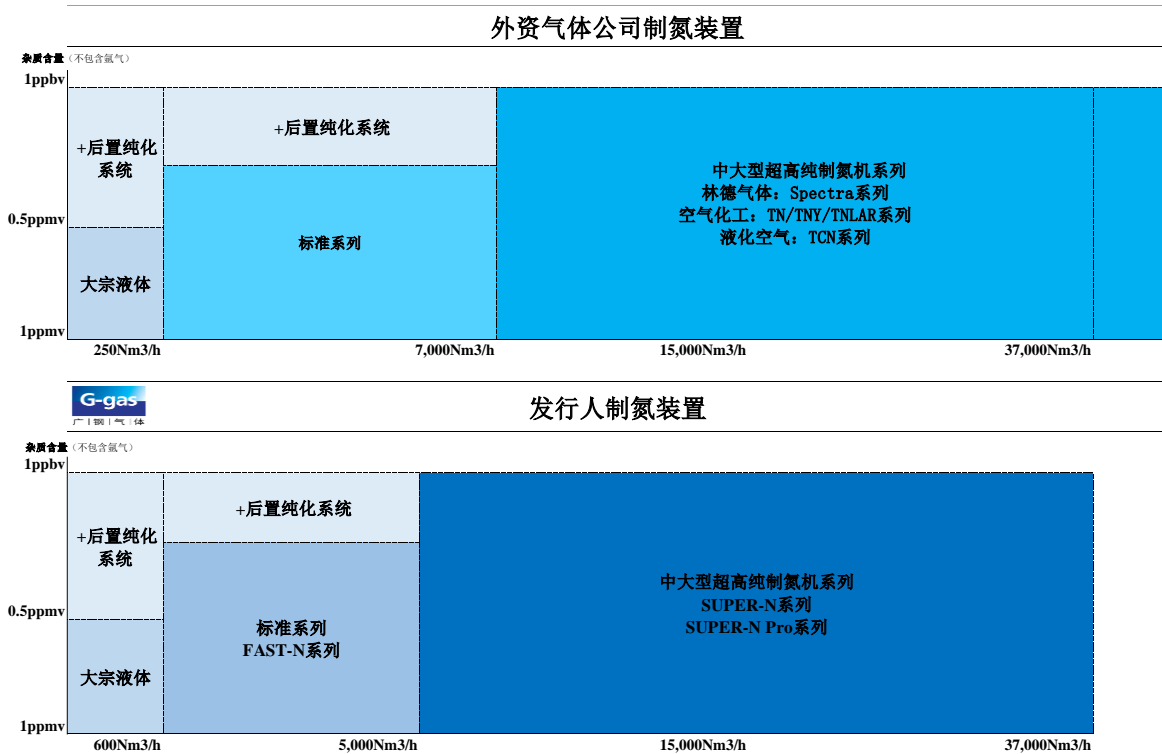 外资气体公司制氮装置
杂质含量（不包含氩气）
1ppbv
+后置纯化
系统
+后置纯化系统
中大型超高纯制氮机系列
林德气体：Spectra系列
空气化工：TN/TNY/TNLAR系列
液化空气：TCN系列
0.5ppmv
标准系列
大宗液体
1ppmv
250Nm3/h
7,000Nm3/h
15,000Nm3/h
37,000Nm3/h
G-gas
广|钢|气|体
发行人制氮装置
杂质含量（不包含氩气）
1ppbv
+后置纯化
系统
+后置纯化系统
中大型超高纯制氮机系列
SUPER-N系列
SUPER-N Pro系列
0.5ppmv
标准系列
FAST-N系列
大宗液体
1ppmv
600Nm3/h
5,000Nm3/h
15,000Nm3/h
37,000Nm3/h